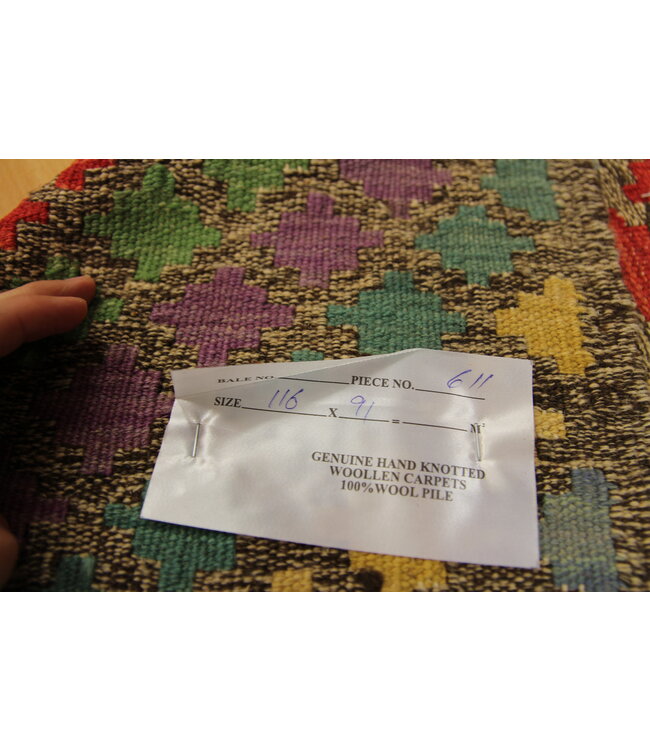 BALE NO. PIECE NO. 611
SIZE 116 X 91 = M²
GENUINE HAND KNOTTED
WOOLLEN CARPETS
100%WOOL PILE